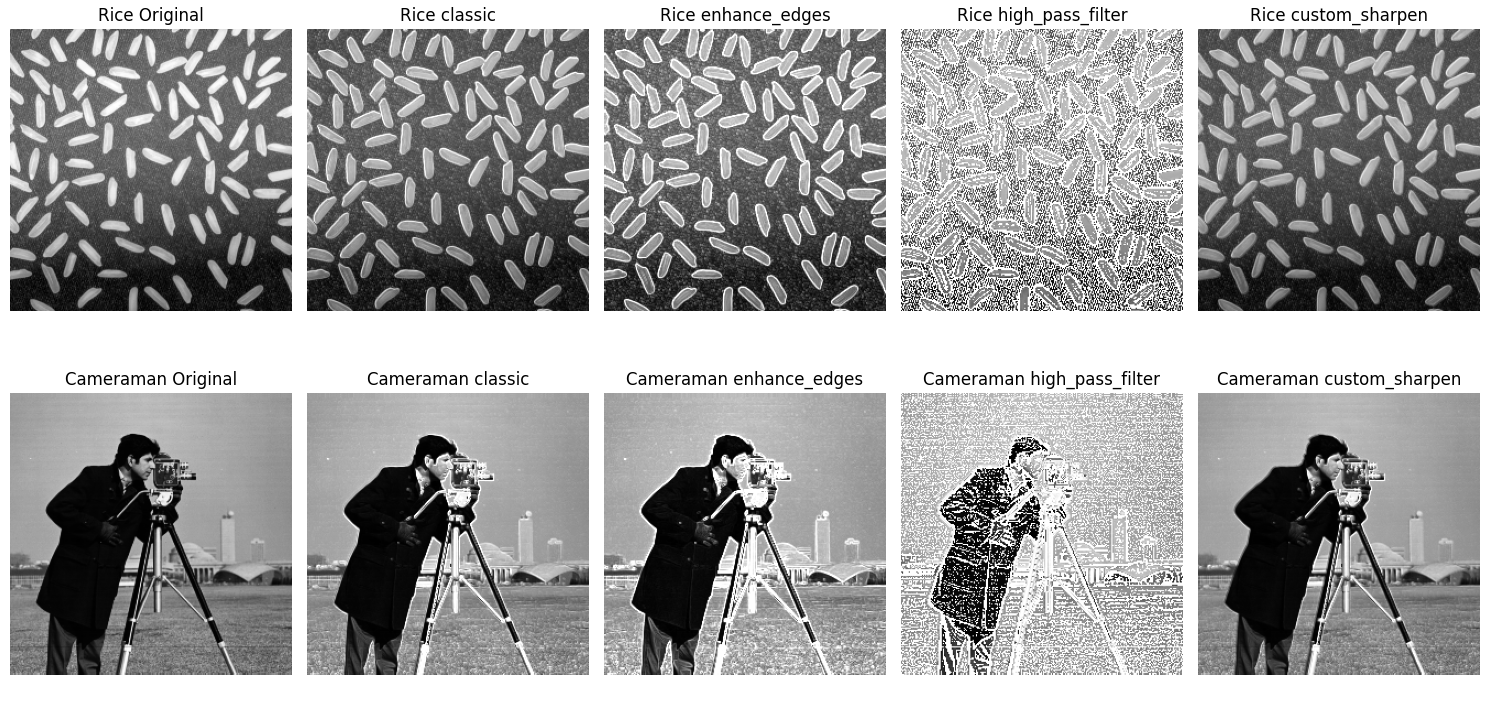 Rice Original
Rice classic
Rice enhance_edges
Rice high_pass_filter
Rice custom_sharpen
Cameraman Original
Cameraman classic
Cameraman enhance_edges
Cameraman high_pass_filter
Cameraman custom_sharpen